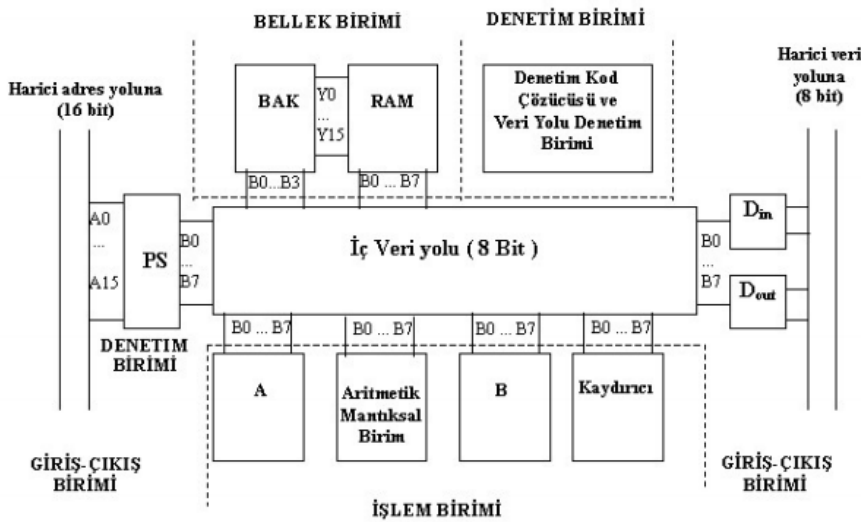 BELLEK BİRİMİ
DENETİM BİRİMİ
Harici adres yoluna
(16 bit)
Harici veri
yoluna
(8 bit)
BAK
Y0
...
Y15
RAM
Denetim Kod
Çözücüsü ve
Veri Yolu Denetim
Birimi
B0...B3
B0 ... B7
A0
...
A15
PS
B0
...
B7
İç Veri yolu ( 8 Bit )
B0
...
B7
Din
Dout
DENETIM
BİRİMİ
B0 ... B7
B0 ... B7
B0 ... B7
B0 ... B7
A
Aritmetik
Mantıksal
Birim
B
Kaydırıcı
GİRİŞ-ÇIKIŞ
BİRİMİ
GİRİŞ-ÇIKIŞ
BİRİMİ
İŞLEM BİRİMİ